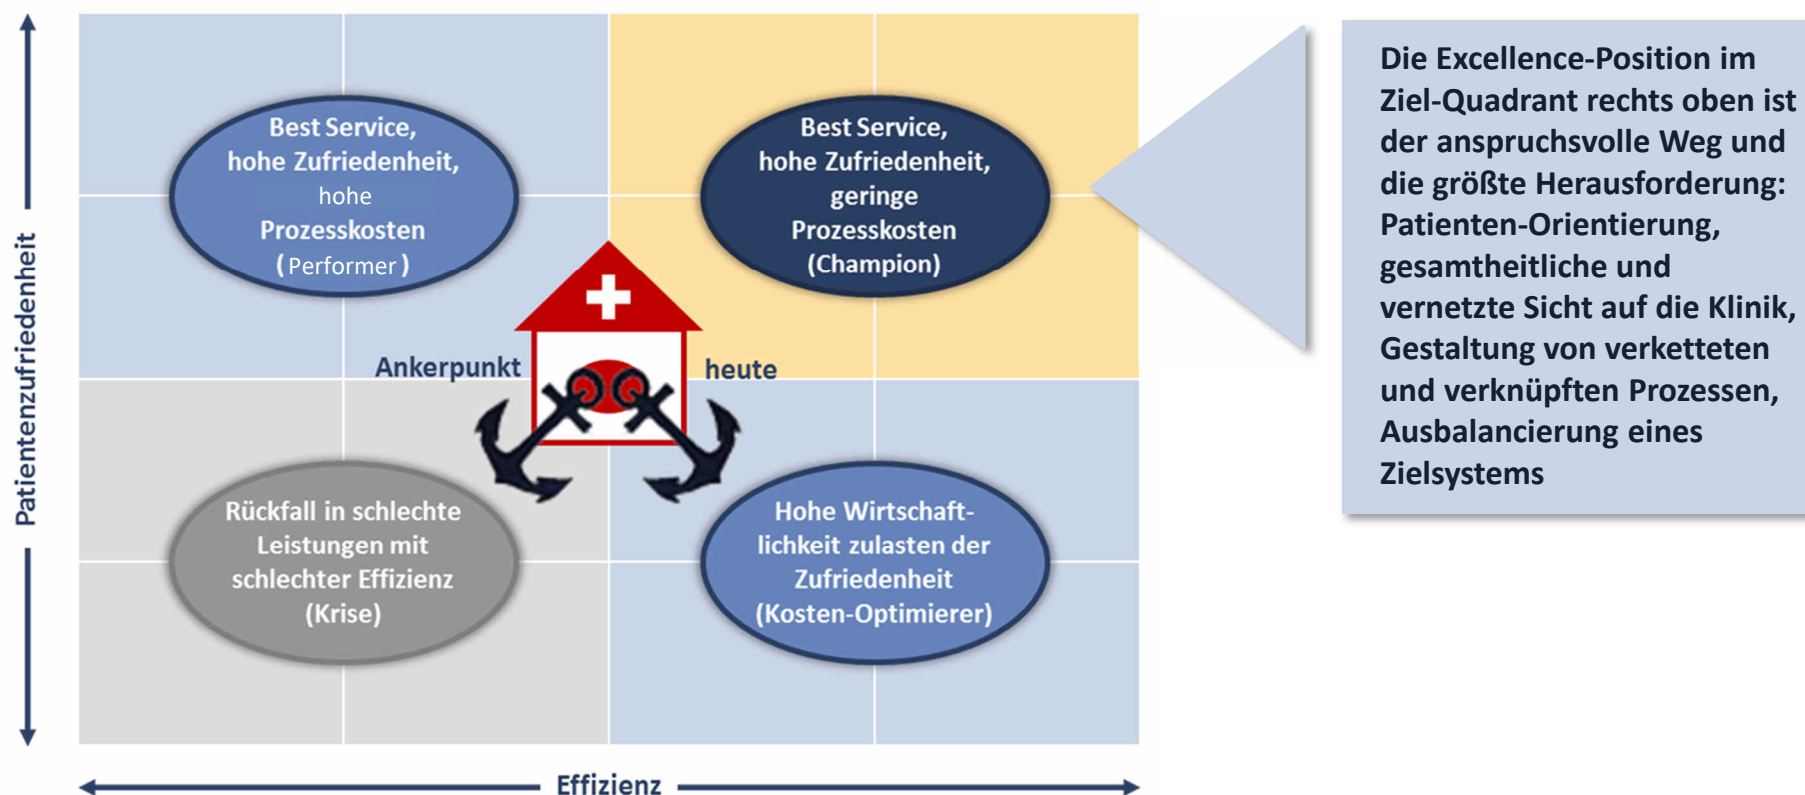 Patientenzufriedenheit
Best Service,
hohe Zufriedenheit,
hohe
Prozesskosten
(Performer)
Best Service,
hohe Zufriedenheit,
geringe
Prozesskosten
(Champion)
Ankerpunkt
heute
Rückfall in schlechte
Leistungen mit
schlechter Effizienz
(Krise)
Hohe Wirtschaft-
lichkeit zulasten der
Zufriedenheit
(Kosten-Optimierer)
Effizienz
Die Excellence-Position im
Ziel-Quadrant rechts oben ist
der anspruchsvolle Weg und
die größte Herausforderung:
Patienten-Orientierung,
gesamtheitliche und
vernetzte Sicht auf die Klinik,
Gestaltung von verketteten
und verknüpften Prozessen,
Ausbalancierung eines
Zielsystems